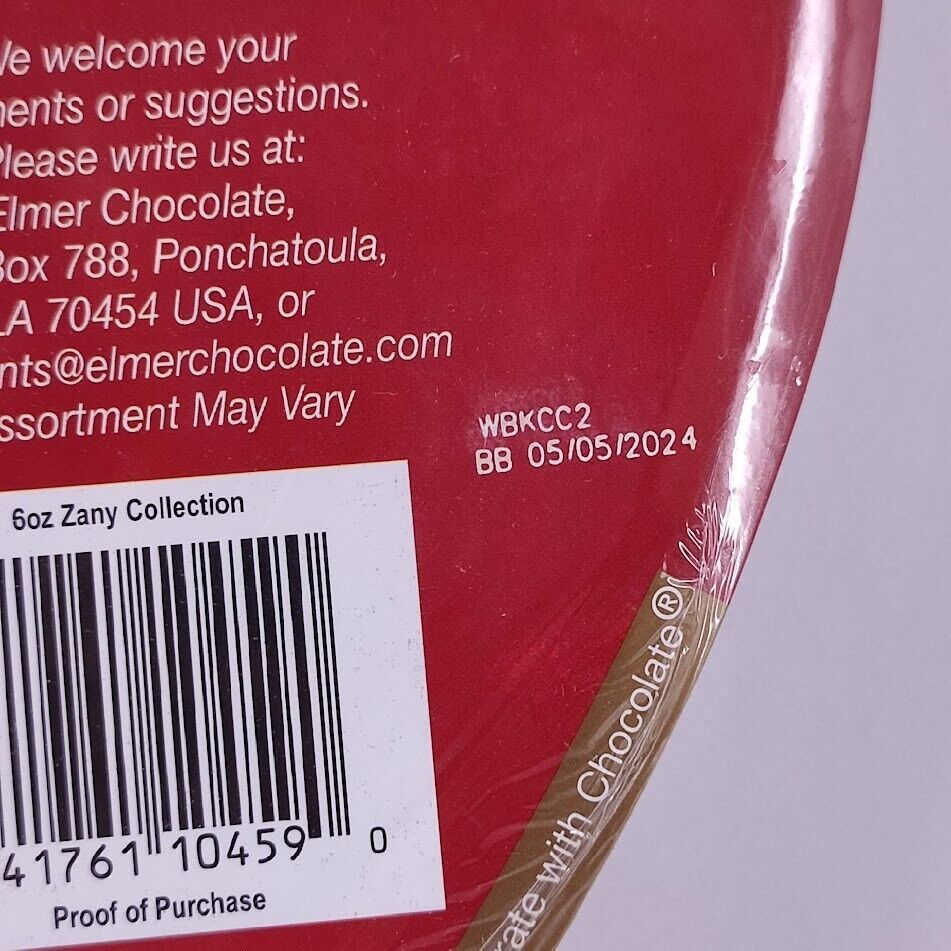 We welcome your
ments or suggestions.
Please write us at:
Elmer Chocolate,
Box 788, Ponchatoula,
LA 70454 USA, or
nts@elmerchocolate.com
ssortment May Vary
WBKCC2
BB 05/05/2024
6oz Zany Collection
41761 10459 0
Proof of Purchase
rate with Chocolate®